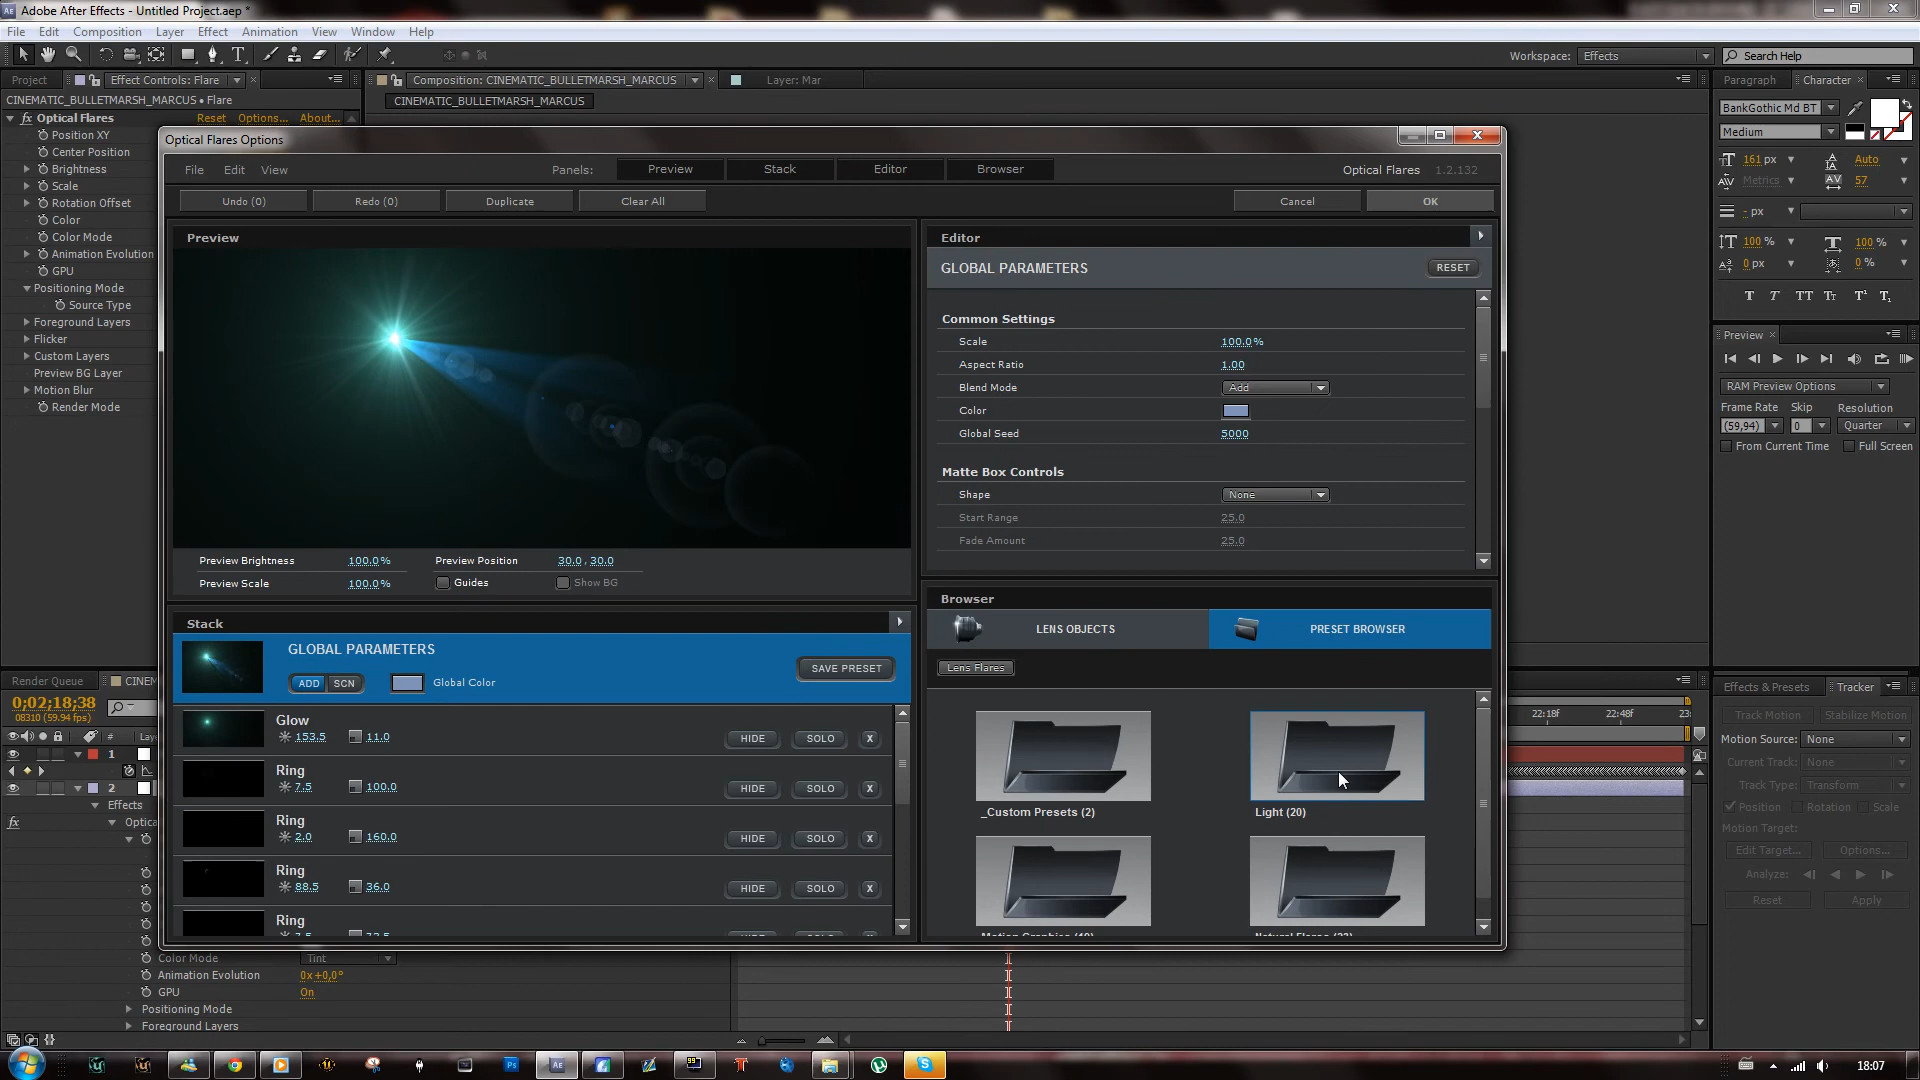 Adobe After Effects - Untitled Project.aep *
File Edit Composition Layer Effect Animation View Window Help
Workspace: Effects Search Help
Project Effect Controls: Flare Composition: CINEMATIC_BULLETMARSH_MARCUS Layer: Mar Paragraph Character
CINEMATIC_BULLETMARSH_MARCUS • Flare
CINEMATIC_BULLETMARSH_MARCUS
fx Optical Flares Reset Options... About...
Position XY
Center Position
Brightness
Scale
Rotation Offset
Color
Color Mode
Animation Evolution
GPU
Positioning Mode
Source Type
Foreground Layers
Flicker
Custom Layers
Preview BG Layer
Motion Blur
Render Mode
Optical Flares Options
File Edit View Panels: Preview Stack Editor Browser Optical Flares 1.2.132
Undo (0) Redo (0) Duplicate Clear All Cancel OK
Preview
Preview Brightness 100.0% Preview Position 30.0 , 30.0
Preview Scale 100.0% Guides Show BG
Stack
GLOBAL PARAMETERS
ADD SCN Global Color SAVE PRESET
Glow
153.5 11.0 HIDE SOLO X
Ring
7.5 100.0 HIDE SOLO X
Ring
2.0 160.0 HIDE SOLO X
Ring
88.5 36.0 HIDE SOLO X
Ring
Editor
GLOBAL PARAMETERS RESET
Common Settings
Scale 100.0%
Aspect Ratio 1.00
Blend Mode Add
Color
Global Seed 5000
Matte Box Controls
Shape None
Start Range 25.0
Fade Amount 25.0
Browser
LENS OBJECTS PRESET BROWSER
Lens Flares
_Custom Presets (2) Light (20)
BankGothic Md BT
Medium
161 px Auto
Metrics 57
- px
100 % 100 %
0 px 0 %
T T TT Tr T¹ T₁
Preview
RAM Preview Options
Frame Rate Skip Resolution
(59,94) 0 Quarter
From Current Time Full Screen
Render Queue CINEM
0;02;18;38
08310 (59.94 fps)
1
2
Effects
fx Optic
Color Mode Tint
Animation Evolution 0x+0,0°
GPU On
Positioning Mode
Foreground Layers
22:18f 22:48f 23:
Effects & Presets Tracker
Track Motion Stabilize Motion
Motion Source: None
Current Track: None
Track Type: Transform
Position Rotation Scale
Motion Target:
Edit Target... Options...
Analyze:
Reset Apply
18:07